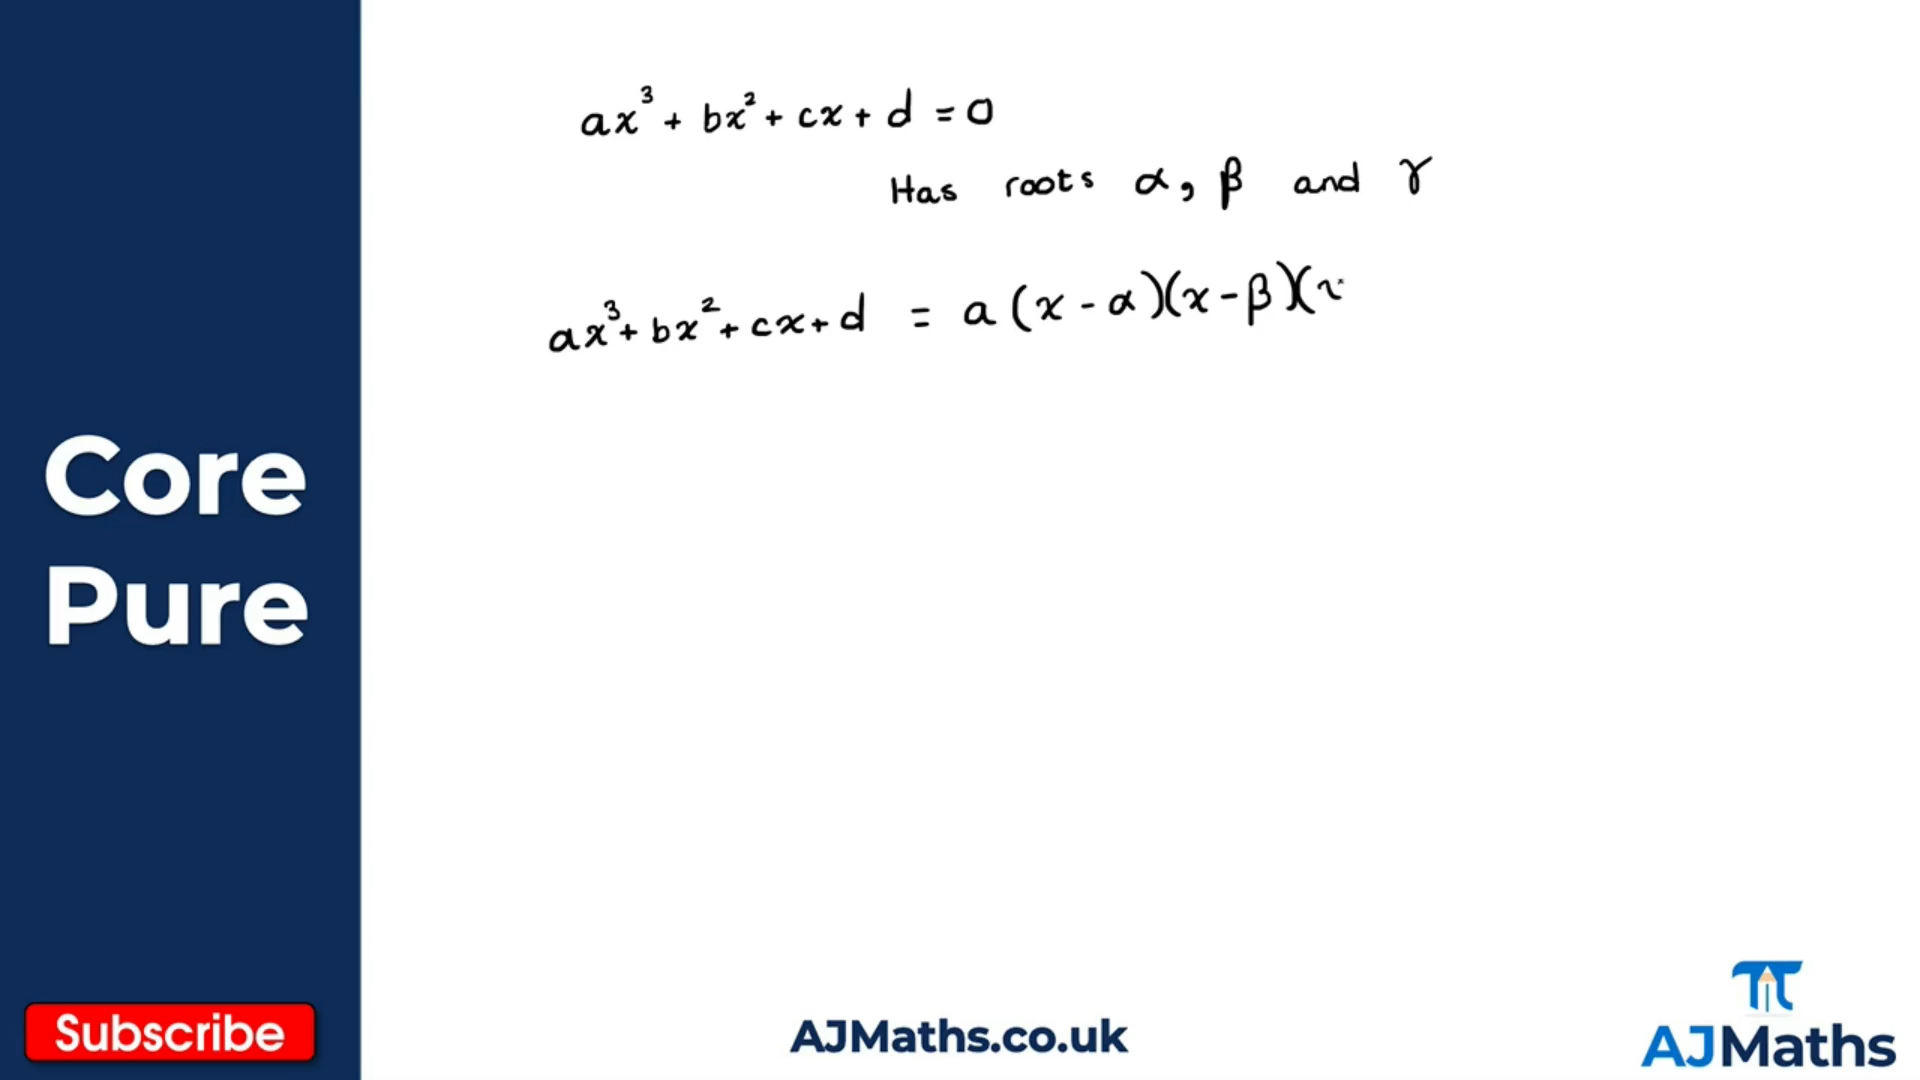 ax³ + bx² + cx + d = 0
Has roots α, β and γ
ax³ + bx² + cx + d = a (x - α)(x - β)(
Core
Pure
Subscribe
AJMaths.co.uk
AJMaths